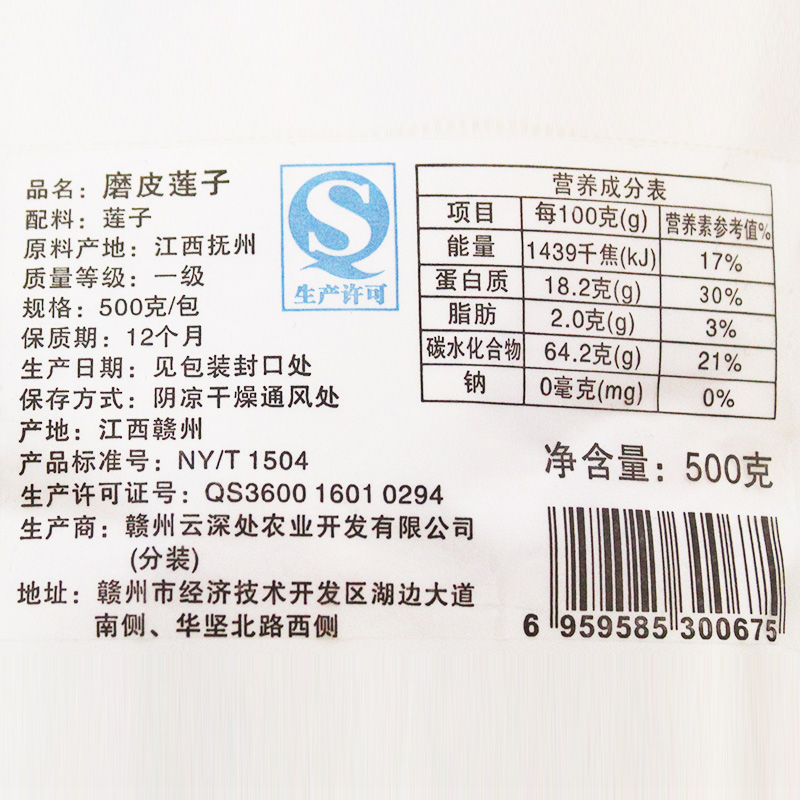 品名：磨皮莲子
配料：莲子
原料产地：江西抚州
质量等级：一级
规格：500克/包
保质期：12个月
生产日期：见包装封口处
保存方式：阴凉干燥通风处
产地：江西赣州
产品标准号：NY/T 1504
生产许可证号：QS3600 1601 0294
生产商：赣州云深处农业开发有限公司
(分装)
地址：赣州市经济技术开发区湖边大道
南侧、华坚北路西侧
生产许可
营养成分表
项目 每100克(g) 营养素参考值%
能量 1439千焦(kJ) 17%
蛋白质 18.2克(g) 30%
脂肪 2.0克(g) 3%
碳水化合物 64.2克(g) 21%
钠 0毫克(mg) 0%
净含量：500克
6 959585 300675